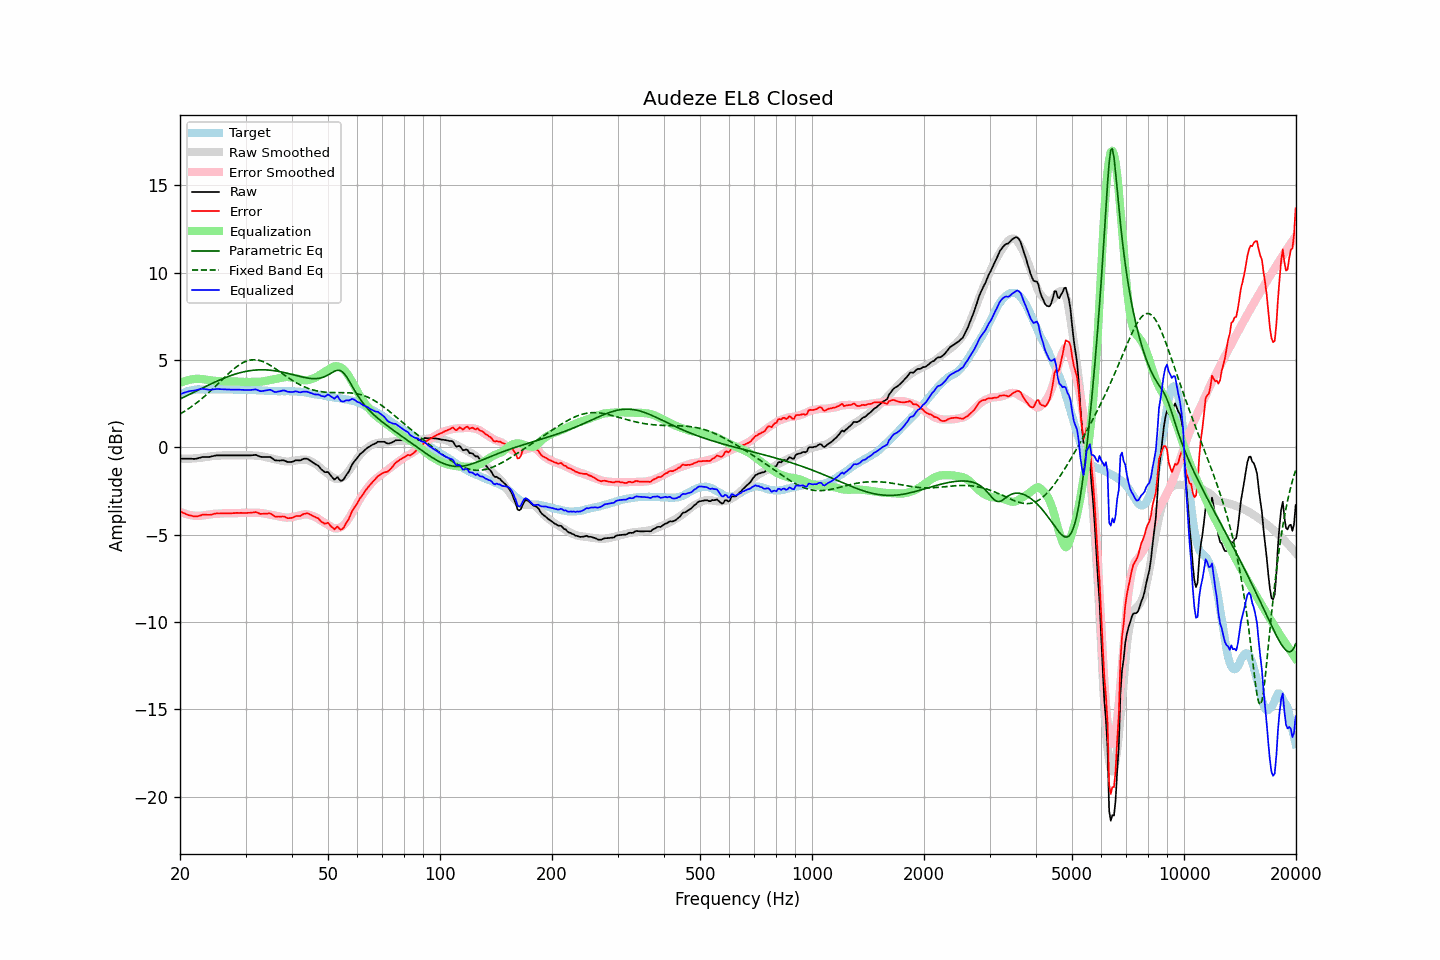 Audeze EL8 Closed
Target
Raw Smoothed
Error Smoothed
Raw
Error
Equalization
Parametric Eq
Fixed Band Eq
Equalized
Amplitude (dBr)
15
10
5
0
−5
−10
−15
−20
20 50 100 200 500 1000 2000 5000 10000 20000
Frequency (Hz)